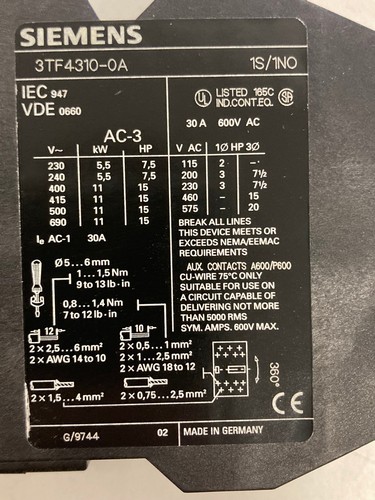 SIEMENS
3TF4310-0A 1S/1NO
IEC 947
VDE 0660
UL LISTED 165C
IND.CONT.EQ. SA
30 A 600V AC
AC-3
V~ kW HP
230 5,5 7,5
240 5,5 7,5
400 11 15
415 11 15
500 11 15
690 11 15
Ie AC-1 30A
V AC 1Ø HP 3Ø
115 2 -·
200 3 7½
230 3 7½
460 - 15
575 - 20
BREAK ALL LINES
THIS DEVICE MEETS OR
EXCEEDS NEMA/EEMAC
REQUIREMENTS
AUX. CONTACTS A600/P600
CU-WIRE 75°C ONLY
SUITABLE FOR USE ON
A CIRCUIT CAPABLE OF
DELIVERING NOT MORE
THAN 5000 RMS
SYM. AMPS. 600V MAX.
Ø 5...6 mm
1...1,5 Nm
9 to 13 lb·in
0,8...1,4 Nm
7 to 12 lb·in
12
2 × 2,5...6 mm²
2 × AWG 14 to 10
10
2 × 0,5...1 mm²
2 × 1...2,5 mm²
2 × AWG 18 to 12
2 × 1,5...4 mm²
2 × 0,75...2,5 mm²
360°
CE
G/9744 02 MADE IN GERMANY